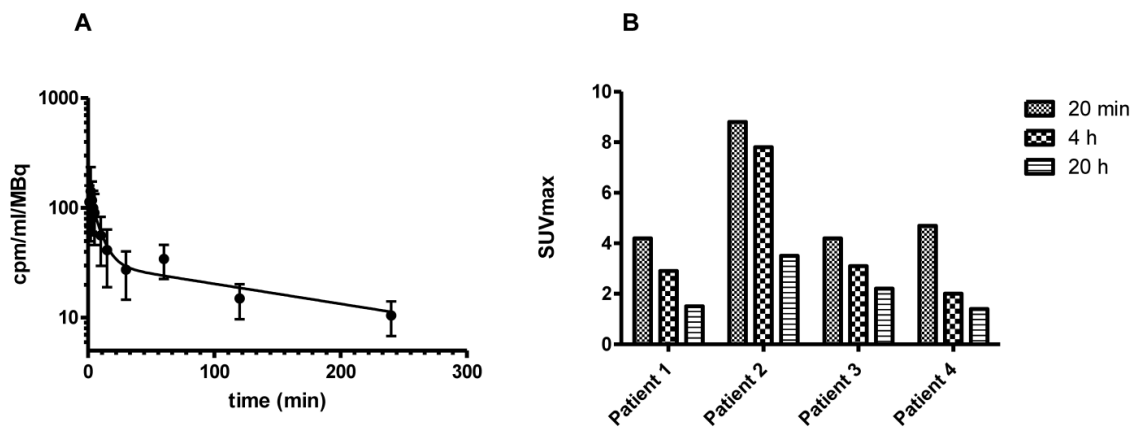 A
1000
100
10
cpm/ml/MBq
0 100 200 300
time (min)
B
10
8
6
4
2
0
SUVmax
Patient 1
Patient 2
Patient 3
Patient 4
20 min
4 h
20 h